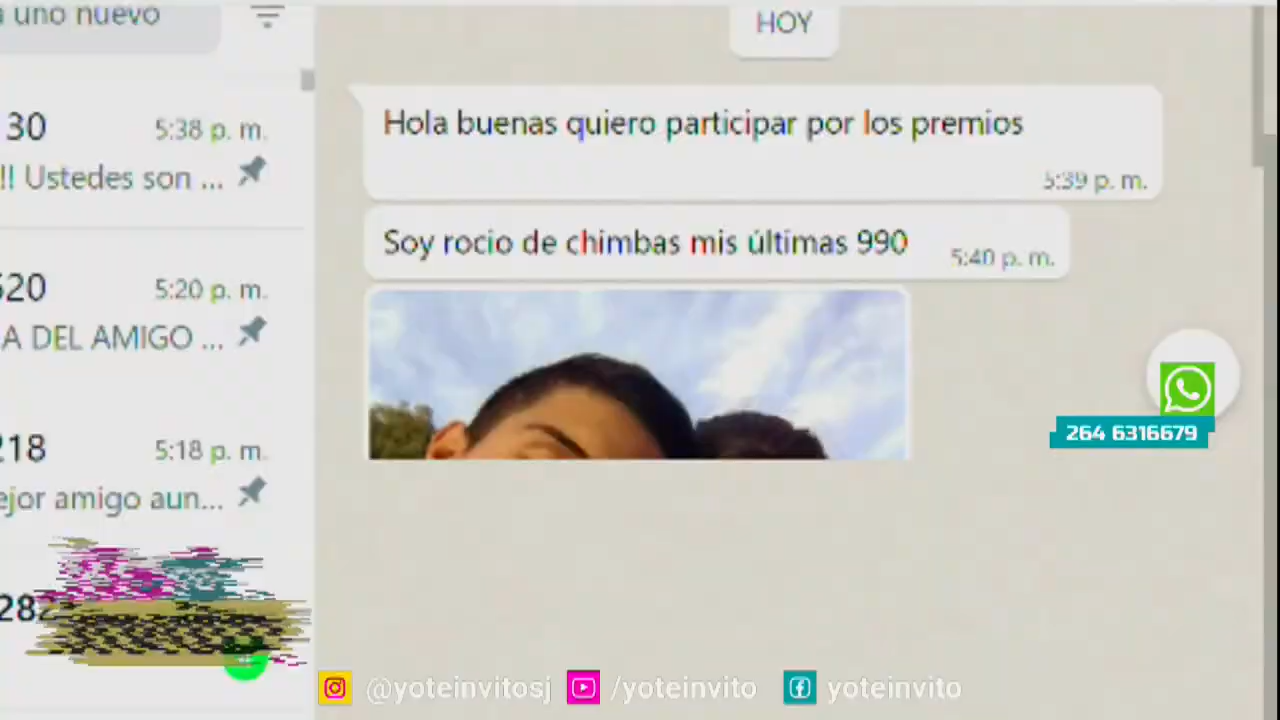 a uno nuevo
HOY
30
5:38 p. m.
!! Ustedes son ...
Hola buenas quiero participar por los premios
5:39 p. m.
Soy rocio de chimbas mis últimas 990
5:40 p. m.
620
5:20 p. m.
A DEL AMIGO ...
218
5:18 p. m.
ejor amigo aun...
282
264 6316679
@yoteinvitosj
/yoteinvito
yoteinvito